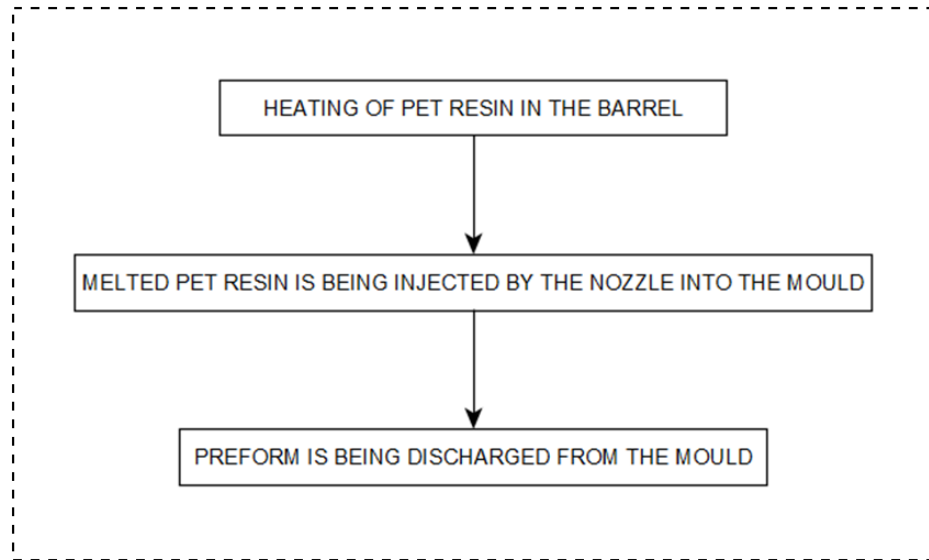 HEATING OF PET RESIN IN THE BARREL
MELTED PET RESIN IS BEING INJECTED BY THE NOZZLE INTO THE MOULD
PREFORM IS BEING DISCHARGED FROM THE MOULD